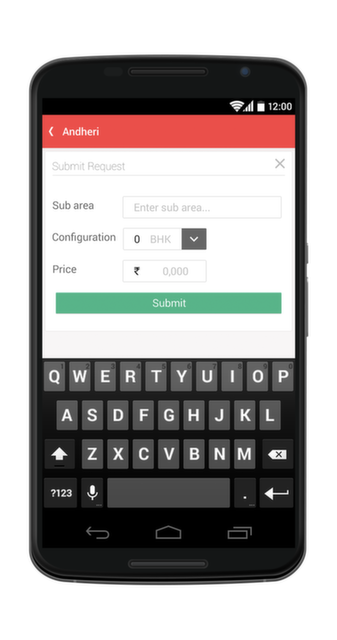 12:00
Andheri
Submit Request
Sub area Enter sub area...
Configuration 0 BHK
Price ₹ 0,000
Submit
Q W E R T Y U I O P
A S D F G H J K L
Z X C V B N M
?123 .